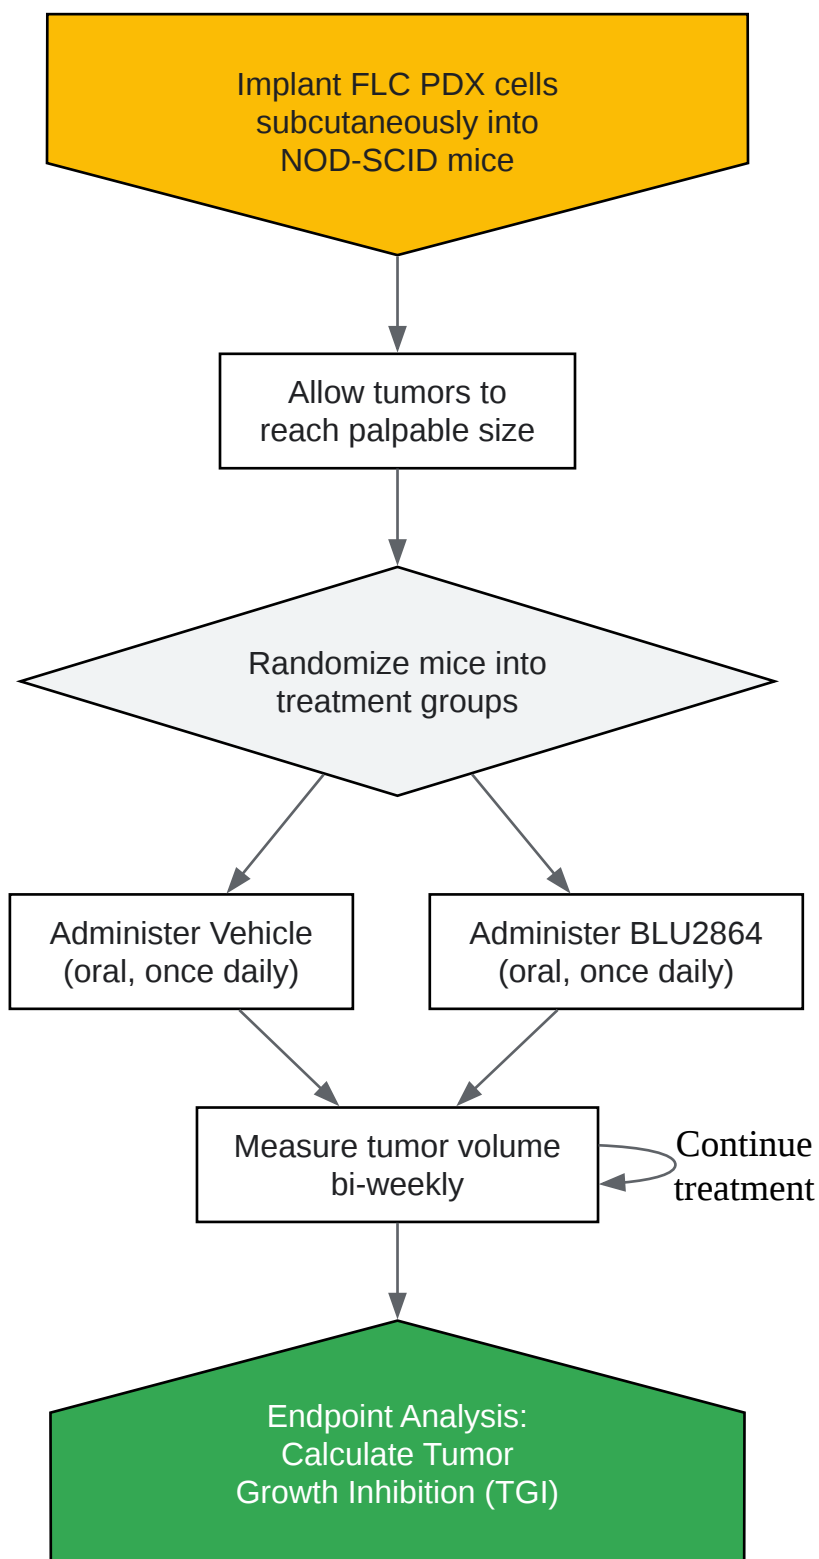 Implant FLC PDX cells
subcutaneously into
NOD-SCID mice
Allow tumors to
reach palpable size
Randomize mice into
treatment groups
Administer Vehicle
(oral, once daily)
Administer BLU2864
(oral, once daily)
Measure tumor volume
bi-weekly
Continue
treatment
Endpoint Analysis:
Calculate Tumor
Growth Inhibition (TGI)